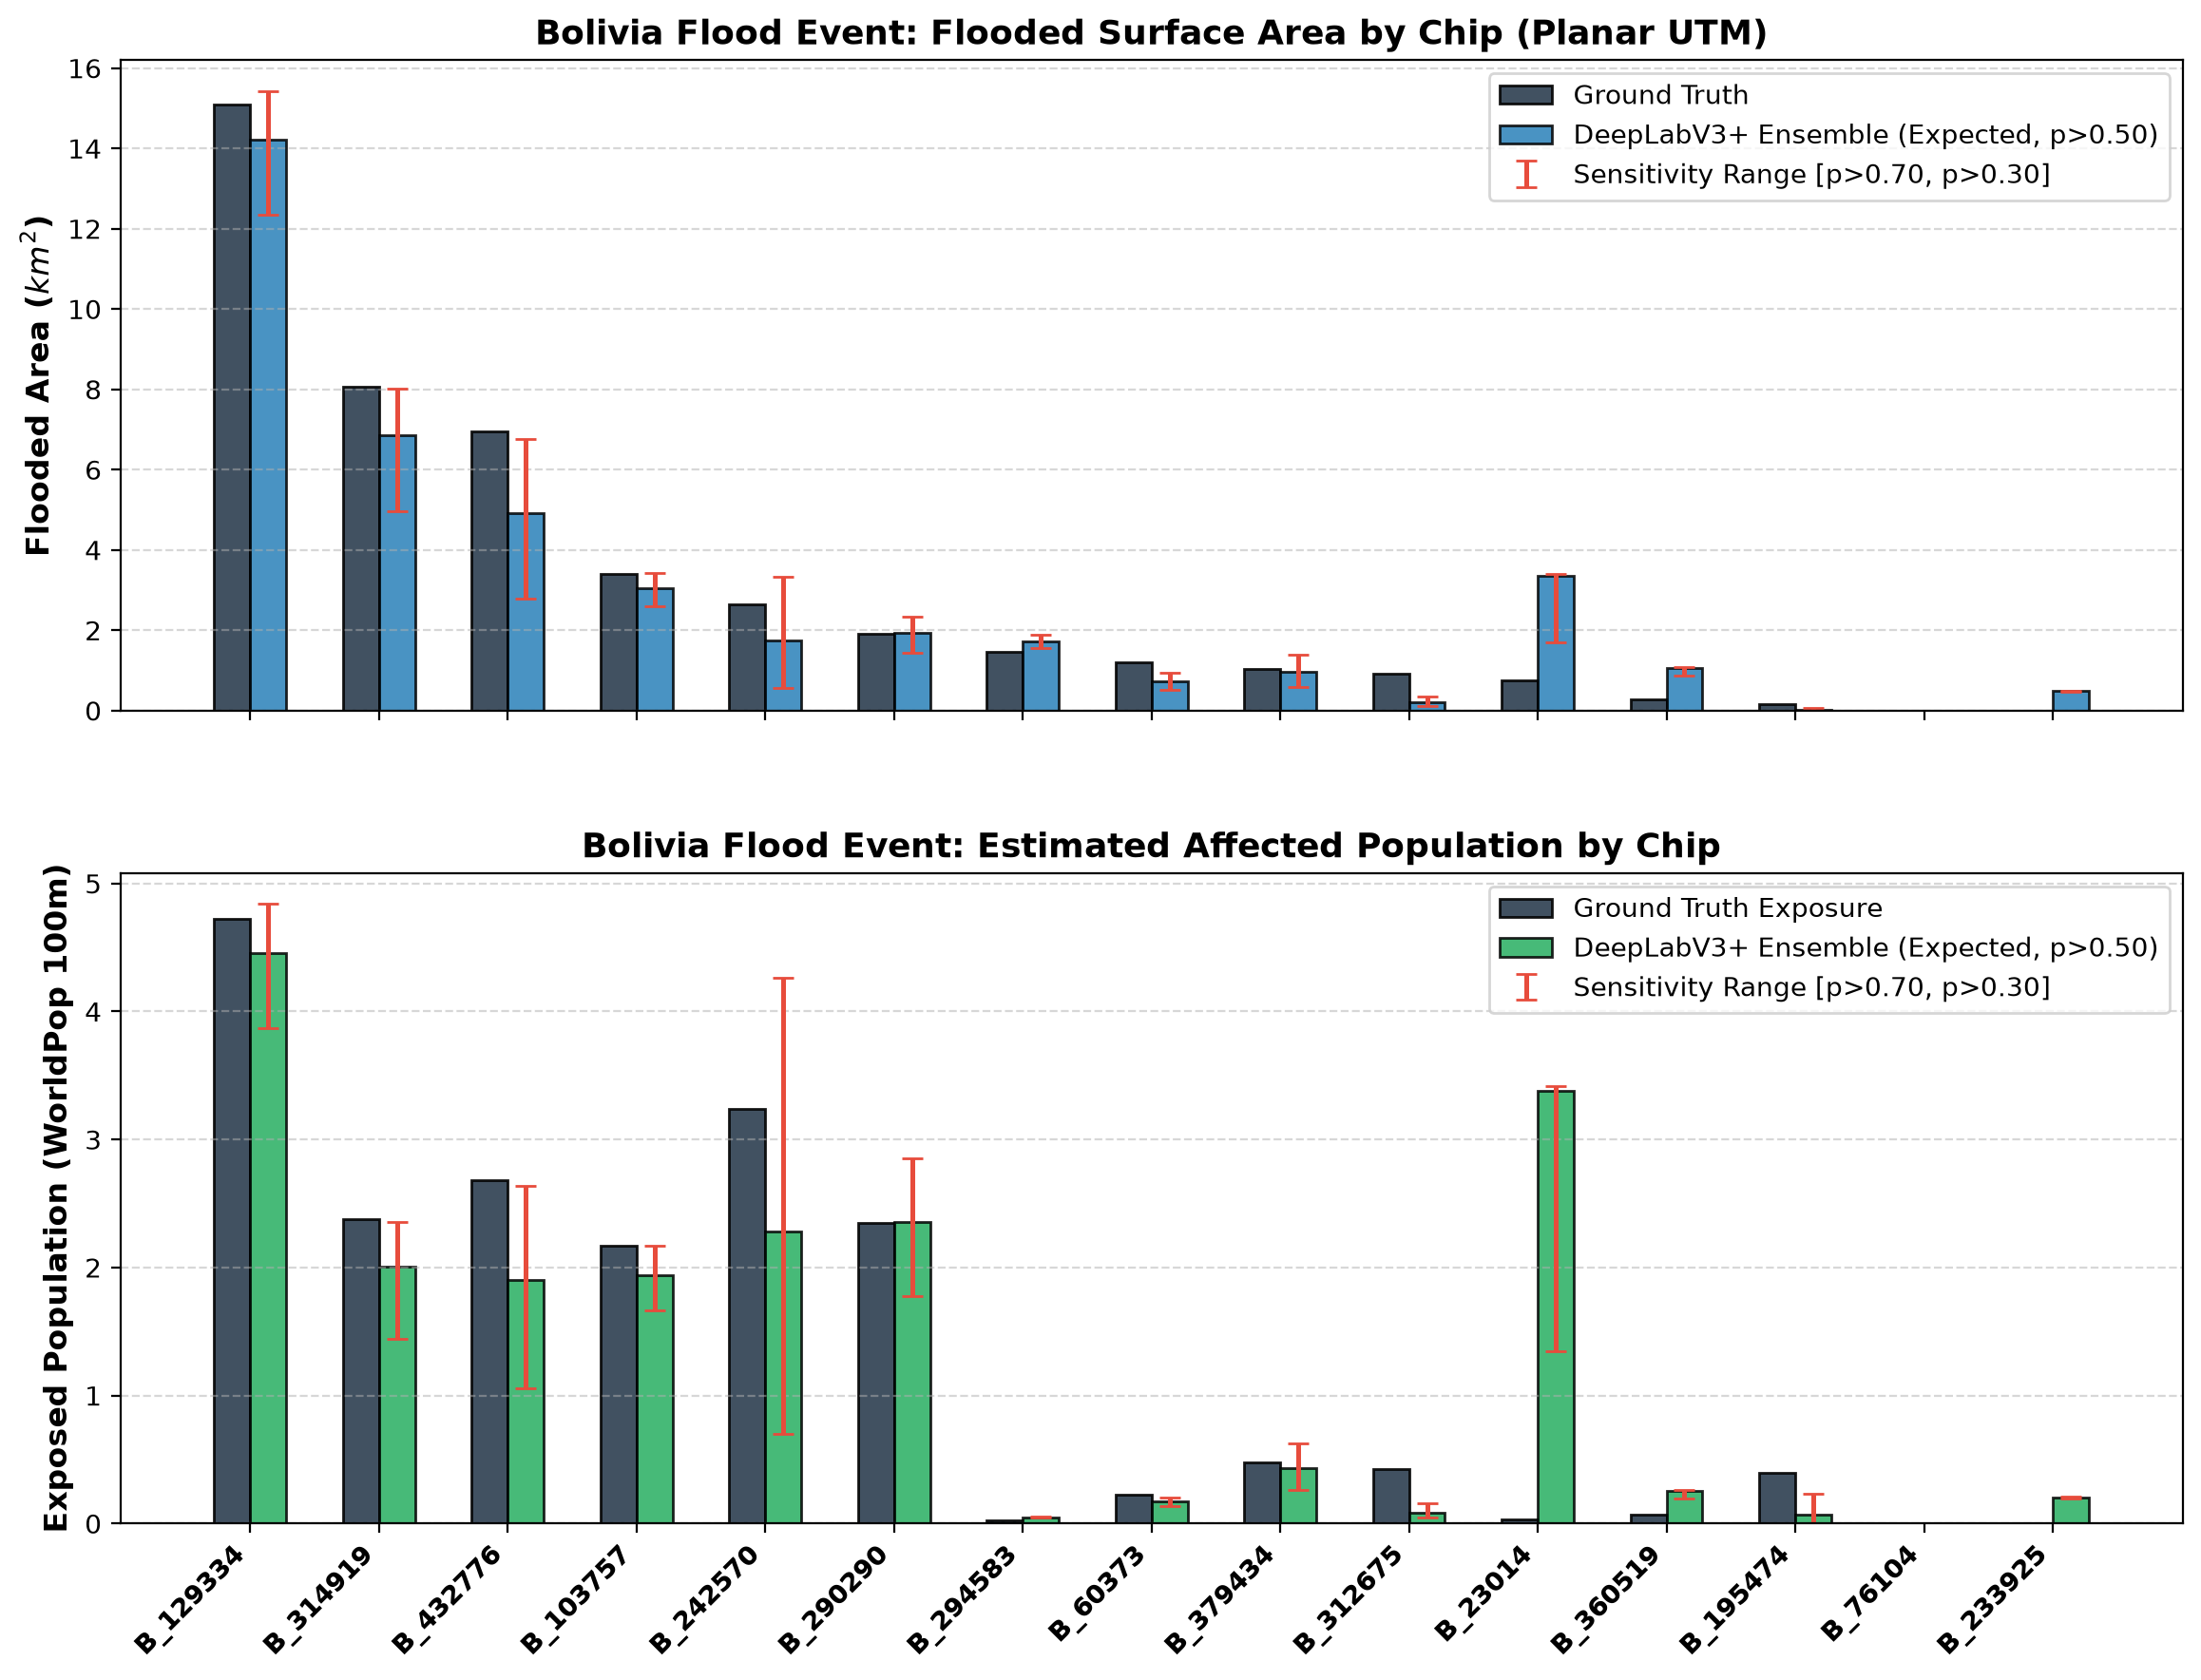 Bolivia Flood Event: Flooded Surface Area by Chip (Planar UTM)
Flooded Area (km²)
16
14
12
10
8
6
4
2
0
Ground Truth
DeepLabV3+ Ensemble (Expected, p>0.50)
Sensitivity Range [p>0.70, p>0.30]
Bolivia Flood Event: Estimated Affected Population by Chip
Exposed Population (WorldPop 100m)
5
4
3
2
1
0
Ground Truth Exposure
DeepLabV3+ Ensemble (Expected, p>0.50)
Sensitivity Range [p>0.70, p>0.30]
B_129334
B_314919
B_432776
B_103757
B_242570
B_290290
B_294583
B_60373
B_379434
B_312675
B_23014
B_360519
B_195474
B_76104
B_233925